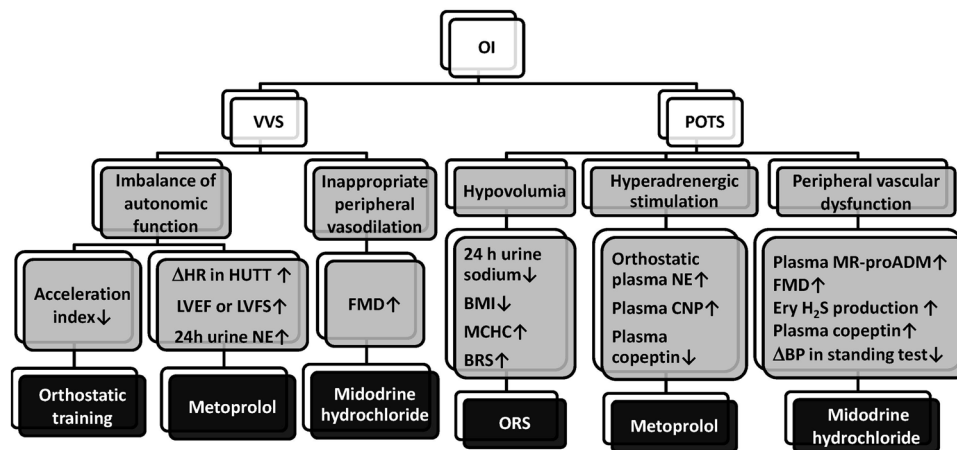 OI
VVS
POTS
Imbalance of
autonomic
function
Inappropriate
peripheral
vasodilation
Hypovolumia
Hyperadrenergic
stimulation
Peripheral vascular
dysfunction
Acceleration
index↓
ΔHR in HUTT ↑
LVEF or LVFS↑
24h urine NE↑
FMD↑
24 h urine
sodium↓
BMI↓
MCHC↑
BRS↑
Orthostatic
plasma NE↑
Plasma CNP↑
Plasma
copeptin↓
Plasma MR-proADM↑
FMD↑
Ery H₂S production ↑
Plasma copeptin↑
ΔBP in standing test↓
Orthostatic
training
Metoprolol
Midodrine
hydrochloride
ORS
Metoprolol
Midodrine
hydrochloride